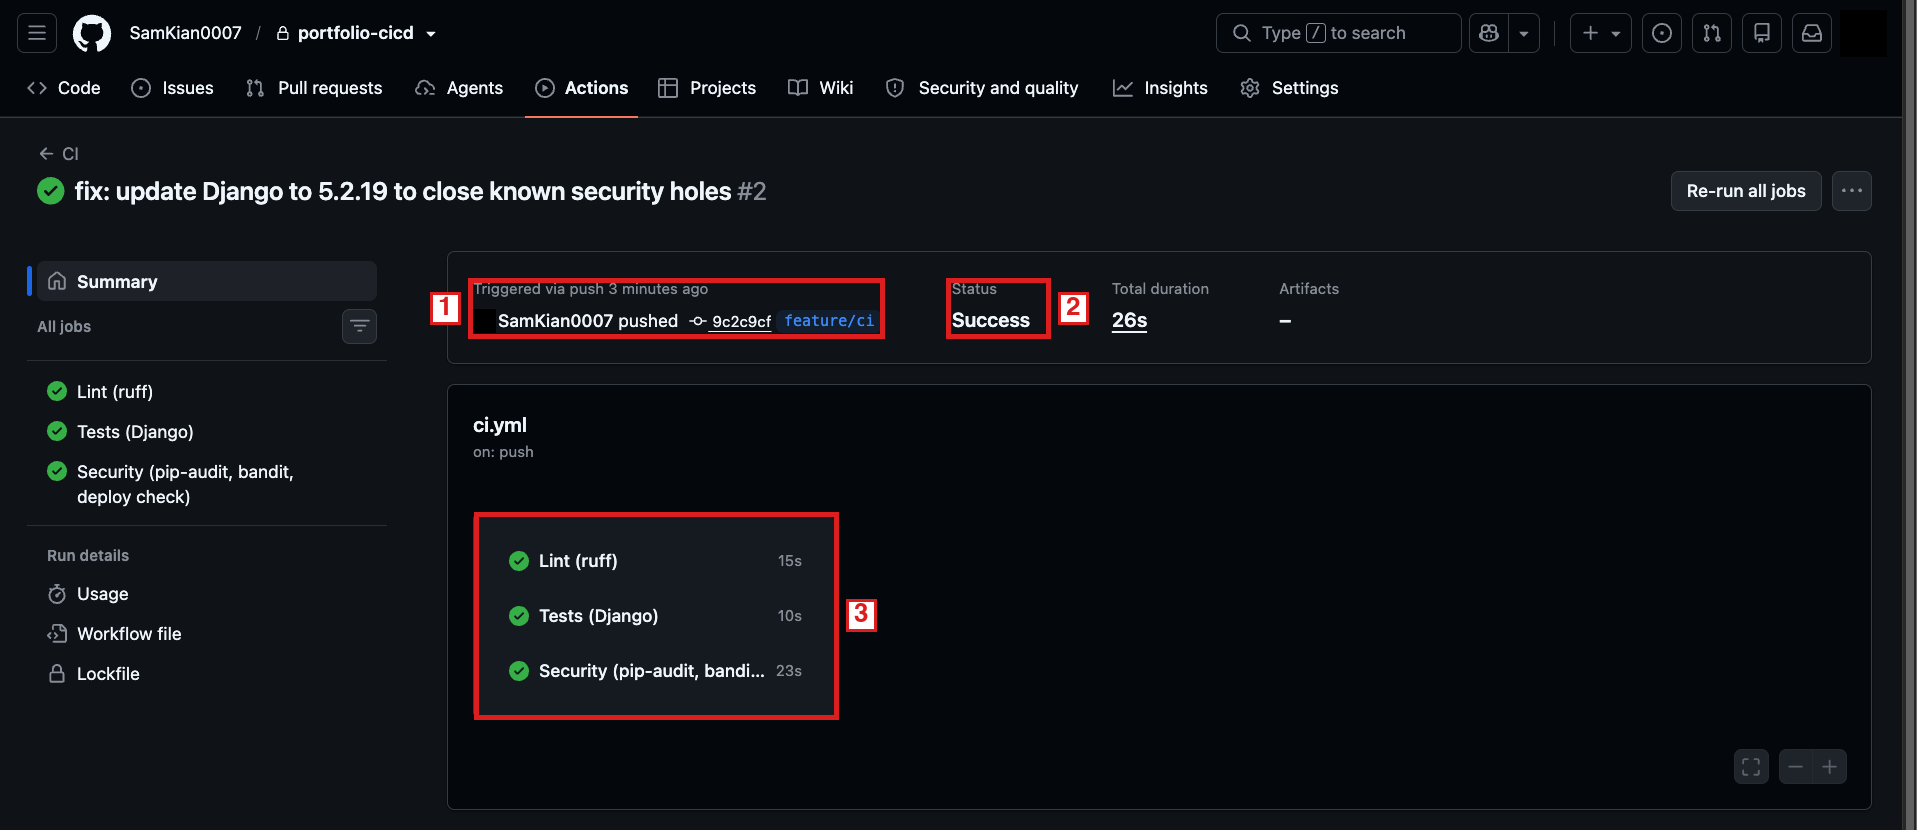 SamKian0007 / portfolio-cicd
Type / to search
Code Issues Pull requests Agents Actions Projects Wiki Security and quality Insights Settings
CI
fix: update Django to 5.2.19 to close known security holes #2
Re-run all jobs
Summary
All jobs
Lint (ruff)
Tests (Django)
Security (pip-audit, bandit,
deploy check)
Run details
Usage
Workflow file
Lockfile
1
Triggered via push 3 minutes ago
SamKian0007 pushed 9c2c9cf feature/ci
Status
Success
2
Total duration
26s
Artifacts
–
ci.yml
on: push
Lint (ruff) 15s
Tests (Django) 10s
Security (pip-audit, bandi... 23s
3